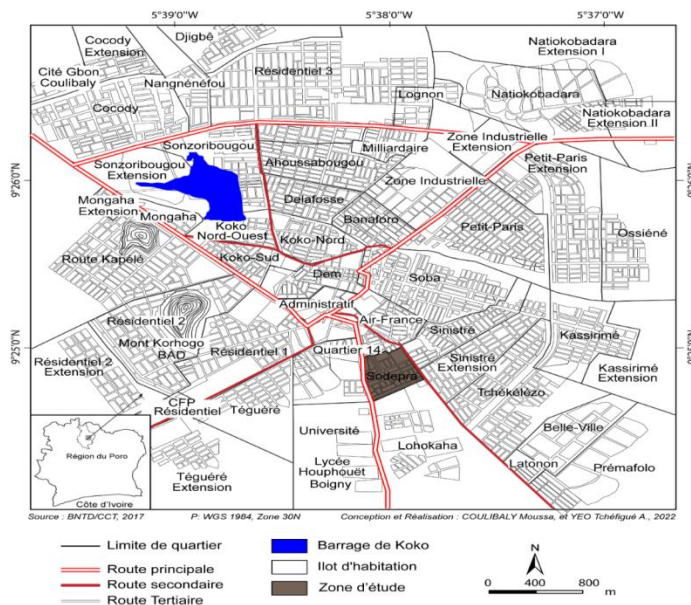 5°39'0"W
5°38'0"W
5°37'0"W
9°26'0"N
9°25'0"N
Cocody
Extension
Djigbé
Cité Gbon
Coulibaly
Nangnénéfou
Résidentiel 3
Cocody
Lognon
Natiokobadara
Extension I
Natiokobadara
Natiokobadara
Extension II
Sonzoribougou
Milliardaire
Zone Industrielle
Extension
Sonzoribougou
Extension
Ahoussabougou
Petit-Paris
Extension
Zone Industrielle
Mongaha
Extension
Delafosse
Mongaha
Banaforo
Petit-Paris
Ossiéné
Koko
Nord-Ouest
Koko-Nord
Route Kapélé
Koko-Sud
Dem
Soba
Administratif
Air-France
Résidentiel 2
Sinistré
Kassirimé
Mont Korhogo
BAD
Résidentiel 1
Quartier 14
Sinistré
Extension
Résidentiel 2
Extension
Sodepra
Kassirimé
Extension
Tchékélézo
CFP
Résidentiel
Téguéré
Belle-Ville
Université
Lohokaha
Latonon
Prémafolo
Lycée
Houphouët
Boigny
Téguéré
Extension
Région du Poro
Côte d'Ivoire
Source : BNTD/CCT, 2017 P: WGS 1984, Zone 30N Conception et Réalisation : COULIBALY Moussa, et YEO Tchéfigué A., 2022
Limite de quartier
Route principale
Route secondaire
Route Tertiaire
Barrage de Koko
Ilot d'habitation
Zone d'étude
N
0 400 800
m